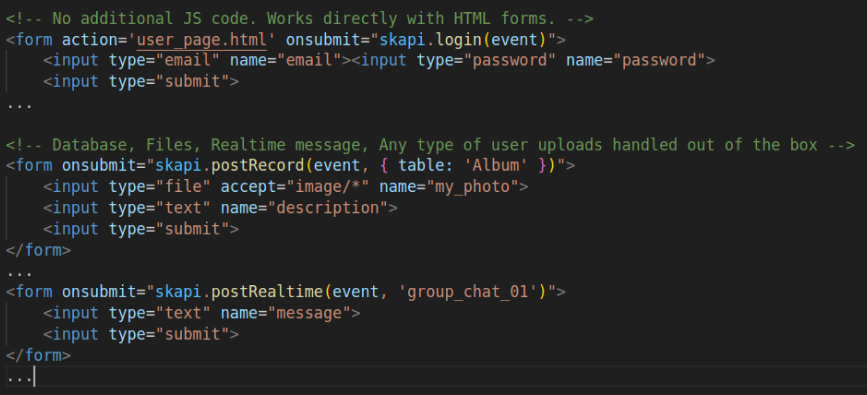 <!-- No additional JS code. Works directly with HTML forms. -->
<form action='user_page.html' onsubmit="skapi.login(event)">
    <input type="email" name="email"><input type="password" name="password">
    <input type="submit">
...
<!-- Database, Files, Realtime message, Any type of user uploads handled out of the box -->
<form onsubmit="skapi.postRecord(event, { table: 'Album' })">
    <input type="file" accept="image/*" name="my_photo">
    <input type="text" name="description">
    <input type="submit">
</form>
...
<form onsubmit="skapi.postRealtime(event, 'group_chat_01')">
    <input type="text" name="message">
    <input type="submit">
</form>
...